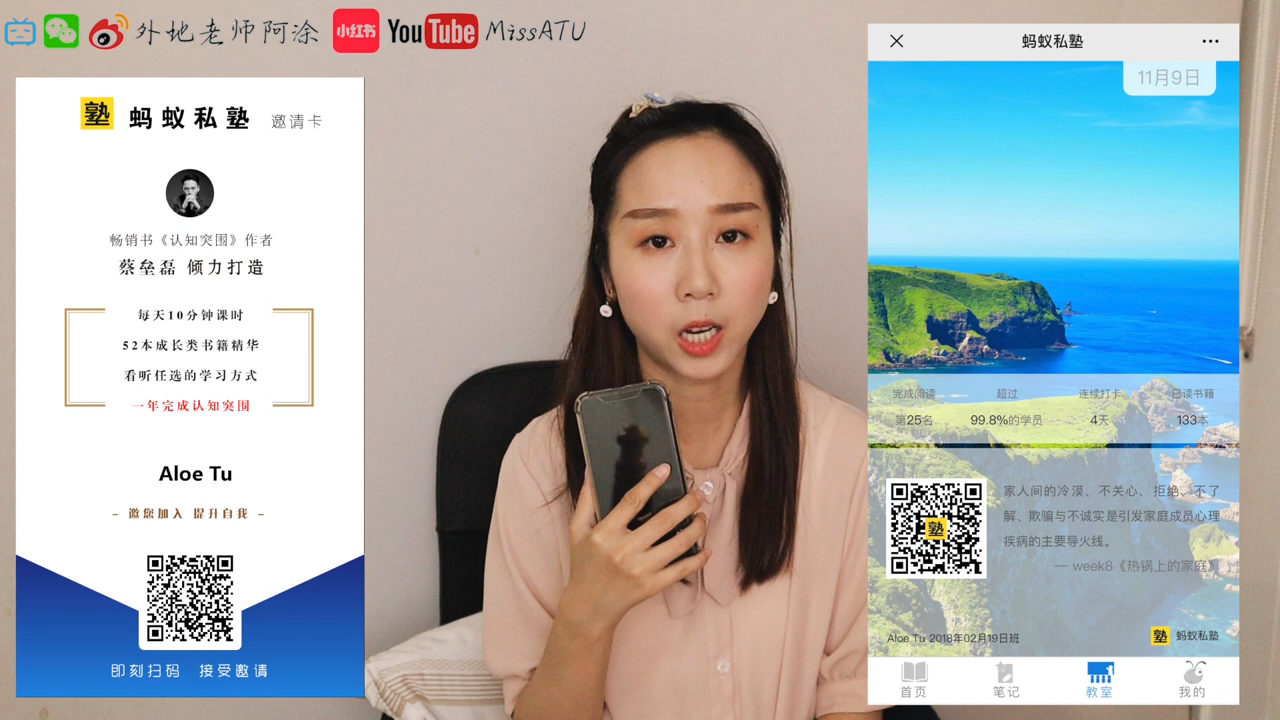 外地老师阿涂 小红书 YouTube MissATU
塾 蚂蚁私塾 邀请卡
畅销书《认知突围》作者
蔡垒磊 倾力打造
每天10分钟课时
52本成长类书籍精华
看听任选的学习方式
一年完成认知突围
Aloe Tu
- 邀您加入 提升自我 -
即刻扫码 接受邀请
蚂蚁私塾
11月9日
完成阅读 超过 连续打卡 已读书籍
第25名 99.8%的学员 4天 133本
家人间的冷漠、不关心、拒绝、不了
解、欺骗与不诚实是引发家庭成员心理
疾病的主要导火线。
— week8《热锅上的家庭》
塾
Aloe Tu 2018年02月19日班
塾 蚂蚁私塾
首页 笔记 教室 我的